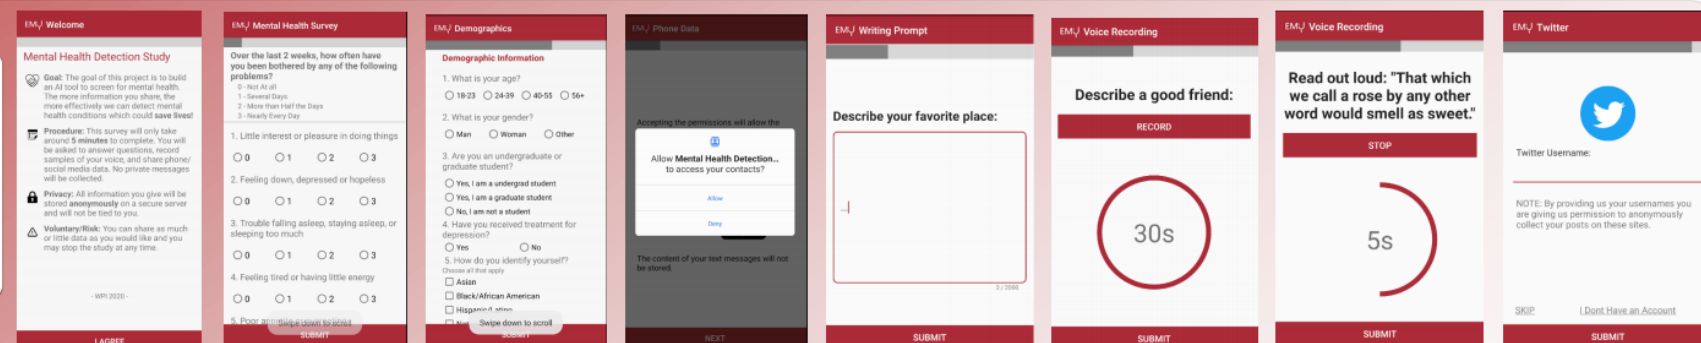 EMU Welcome
Mental Health Detection Study
Goal: The goal of this project is to build
an AI tool to screen for mental health.
The more information you share, the
more effectively we can detect mental
health conditions which could save lives!
Procedure: This survey will only take
around 5 minutes to complete. You will
be asked to answer questions, record
samples of your voice, and share phone/
social media data. No private messages
will be collected.
Privacy: All information you give will be
stored anonymously on a secure server
and will not be tied to you.
Voluntary/Risk: You can share as much
or little data as you would like and you
may stop the study at any time.
- WPI 2020 -
I AGREE
EMU Mental Health Survey
Over the last 2 weeks, how often have
you been bothered by any of the following
problems?
0 - Not At all
1 - Several Days
2 - More than Half the Days
3 - Nearly Every Day
1. Little interest or pleasure in doing things
0 1 2 3
2. Feeling down, depressed or hopeless
0 1 2 3
3. Trouble falling asleep, staying asleep, or
sleeping too much
0 1 2 3
4. Feeling tired or having little energy
0 1 2 3
5. Poor
Swipe down to scroll
SUBMIT
EMU Demographics
Demographic Information
1. What is your age?
18-23 24-39 40-55 56+
2. What is your gender?
Man Woman Other
3. Are you an undergraduate or
graduate student?
Yes, I am a undergrad student
Yes, I am a graduate student
No, I am not a student
4. Have you received treatment for
depression?
Yes No
5. How do you identify yourself?
Choose all that apply
Asian
Black/African American
Hispanic/Latino
Swipe down to scroll
SUBMIT
EMU Phone Data
Accepting the permissions will allow the
Allow Mental Health Detection...
to access your contacts?
Allow
Deny
The content of your text messages will not
be stored.
NEXT
EMU Writing Prompt
Describe your favorite place:
...
3 / 2000
SUBMIT
EMU Voice Recording
Describe a good friend:
RECORD
30s
SUBMIT
EMU Voice Recording
Read out loud: "That which
we call a rose by any other
word would smell as sweet."
STOP
5s
SUBMIT
EMU Twitter
Twitter Username:
NOTE: By providing us your usernames you
are giving us permission to anonymously
collect your posts on these sites.
SKIP I Dont Have an Account
SUBMIT